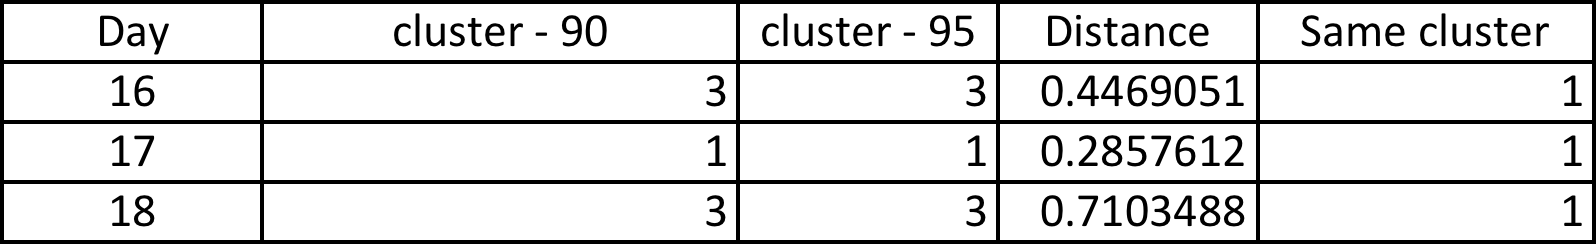 Day cluster - 90 cluster - 95 Distance Same cluster
16 3 3 0.4469051 1
17 1 1 0.2857612 1
18 3 3 0.7103488 1